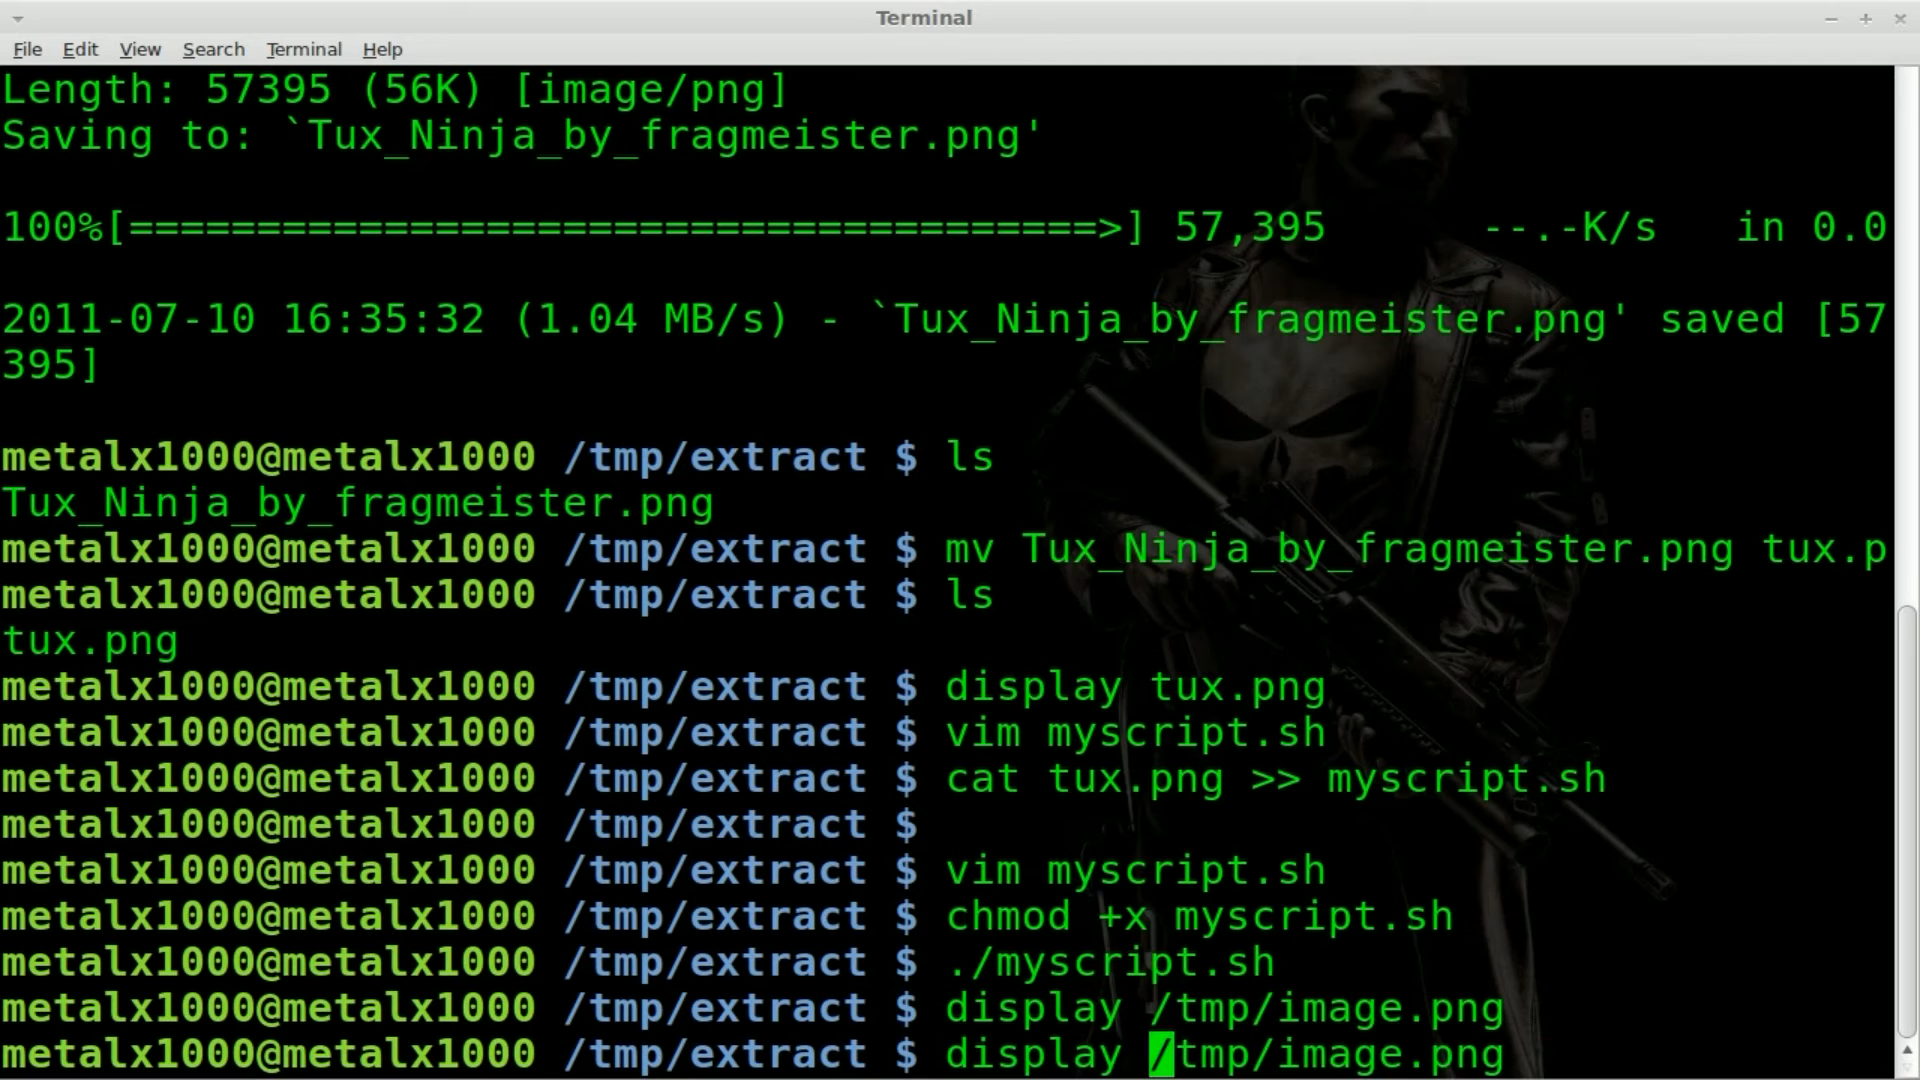 Terminal
File Edit View Search Terminal Help
Length: 57395 (56K) [image/png]
Saving to: `Tux_Ninja_by_fragmeister.png'
100%[======================================>] 57,395      --.-K/s   in 0.0
2011-07-10 16:35:32 (1.04 MB/s) - `Tux_Ninja_by_fragmeister.png' saved [57
395]
metalx1000@metalx1000 /tmp/extract $ ls
Tux_Ninja_by_fragmeister.png
metalx1000@metalx1000 /tmp/extract $ mv Tux_Ninja_by_fragmeister.png tux.p
metalx1000@metalx1000 /tmp/extract $ ls
tux.png
metalx1000@metalx1000 /tmp/extract $ display tux.png
metalx1000@metalx1000 /tmp/extract $ vim myscript.sh
metalx1000@metalx1000 /tmp/extract $ cat tux.png >> myscript.sh
metalx1000@metalx1000 /tmp/extract $
metalx1000@metalx1000 /tmp/extract $ vim myscript.sh
metalx1000@metalx1000 /tmp/extract $ chmod +x myscript.sh
metalx1000@metalx1000 /tmp/extract $ ./myscript.sh
metalx1000@metalx1000 /tmp/extract $ display /tmp/image.png
metalx1000@metalx1000 /tmp/extract $ display /tmp/image.png